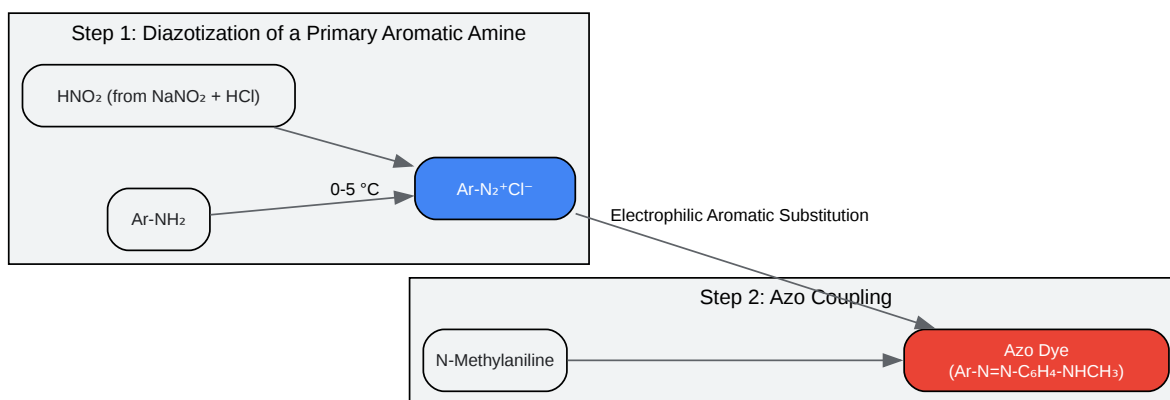 Step 1: Diazotization of a Primary Aromatic Amine
HNO₂ (from NaNO₂ + HCl)
0-5 °C
Ar-N₂⁺Cl⁻
Ar-NH₂
Electrophilic Aromatic Substitution
Step 2: Azo Coupling
N-Methylaniline
Azo Dye
(Ar-N=N-C₆H₄-NHCH₃)